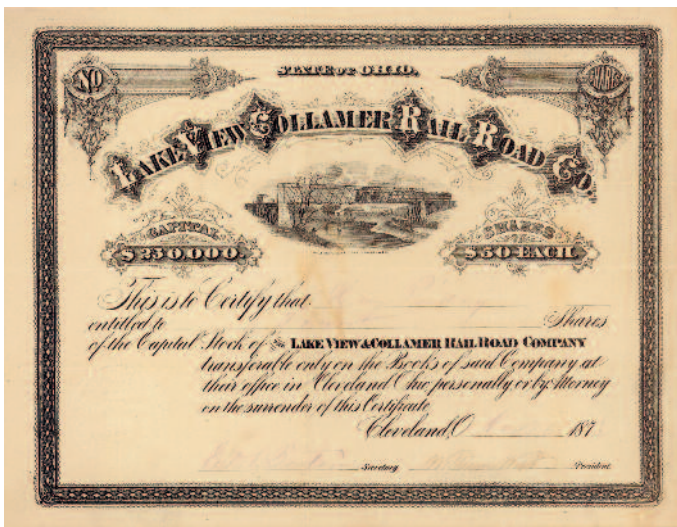 NO
STATE OF OHIO.
SHARES
LAKE VIEW & COLLAMER RAIL ROAD CO.
CAPITAL
$250,000.
SHARES
$50 EACH.
This is to Certify that
entitled to Shares
of the Capital Stock of the LAKE VIEW & COLLAMER RAIL ROAD COMPANY
transferable only on the Books of said Company at
their office in Cleveland Ohio personally or by Attorney
on the surrender of this Certificate
Cleveland, O. 187
Secretary President